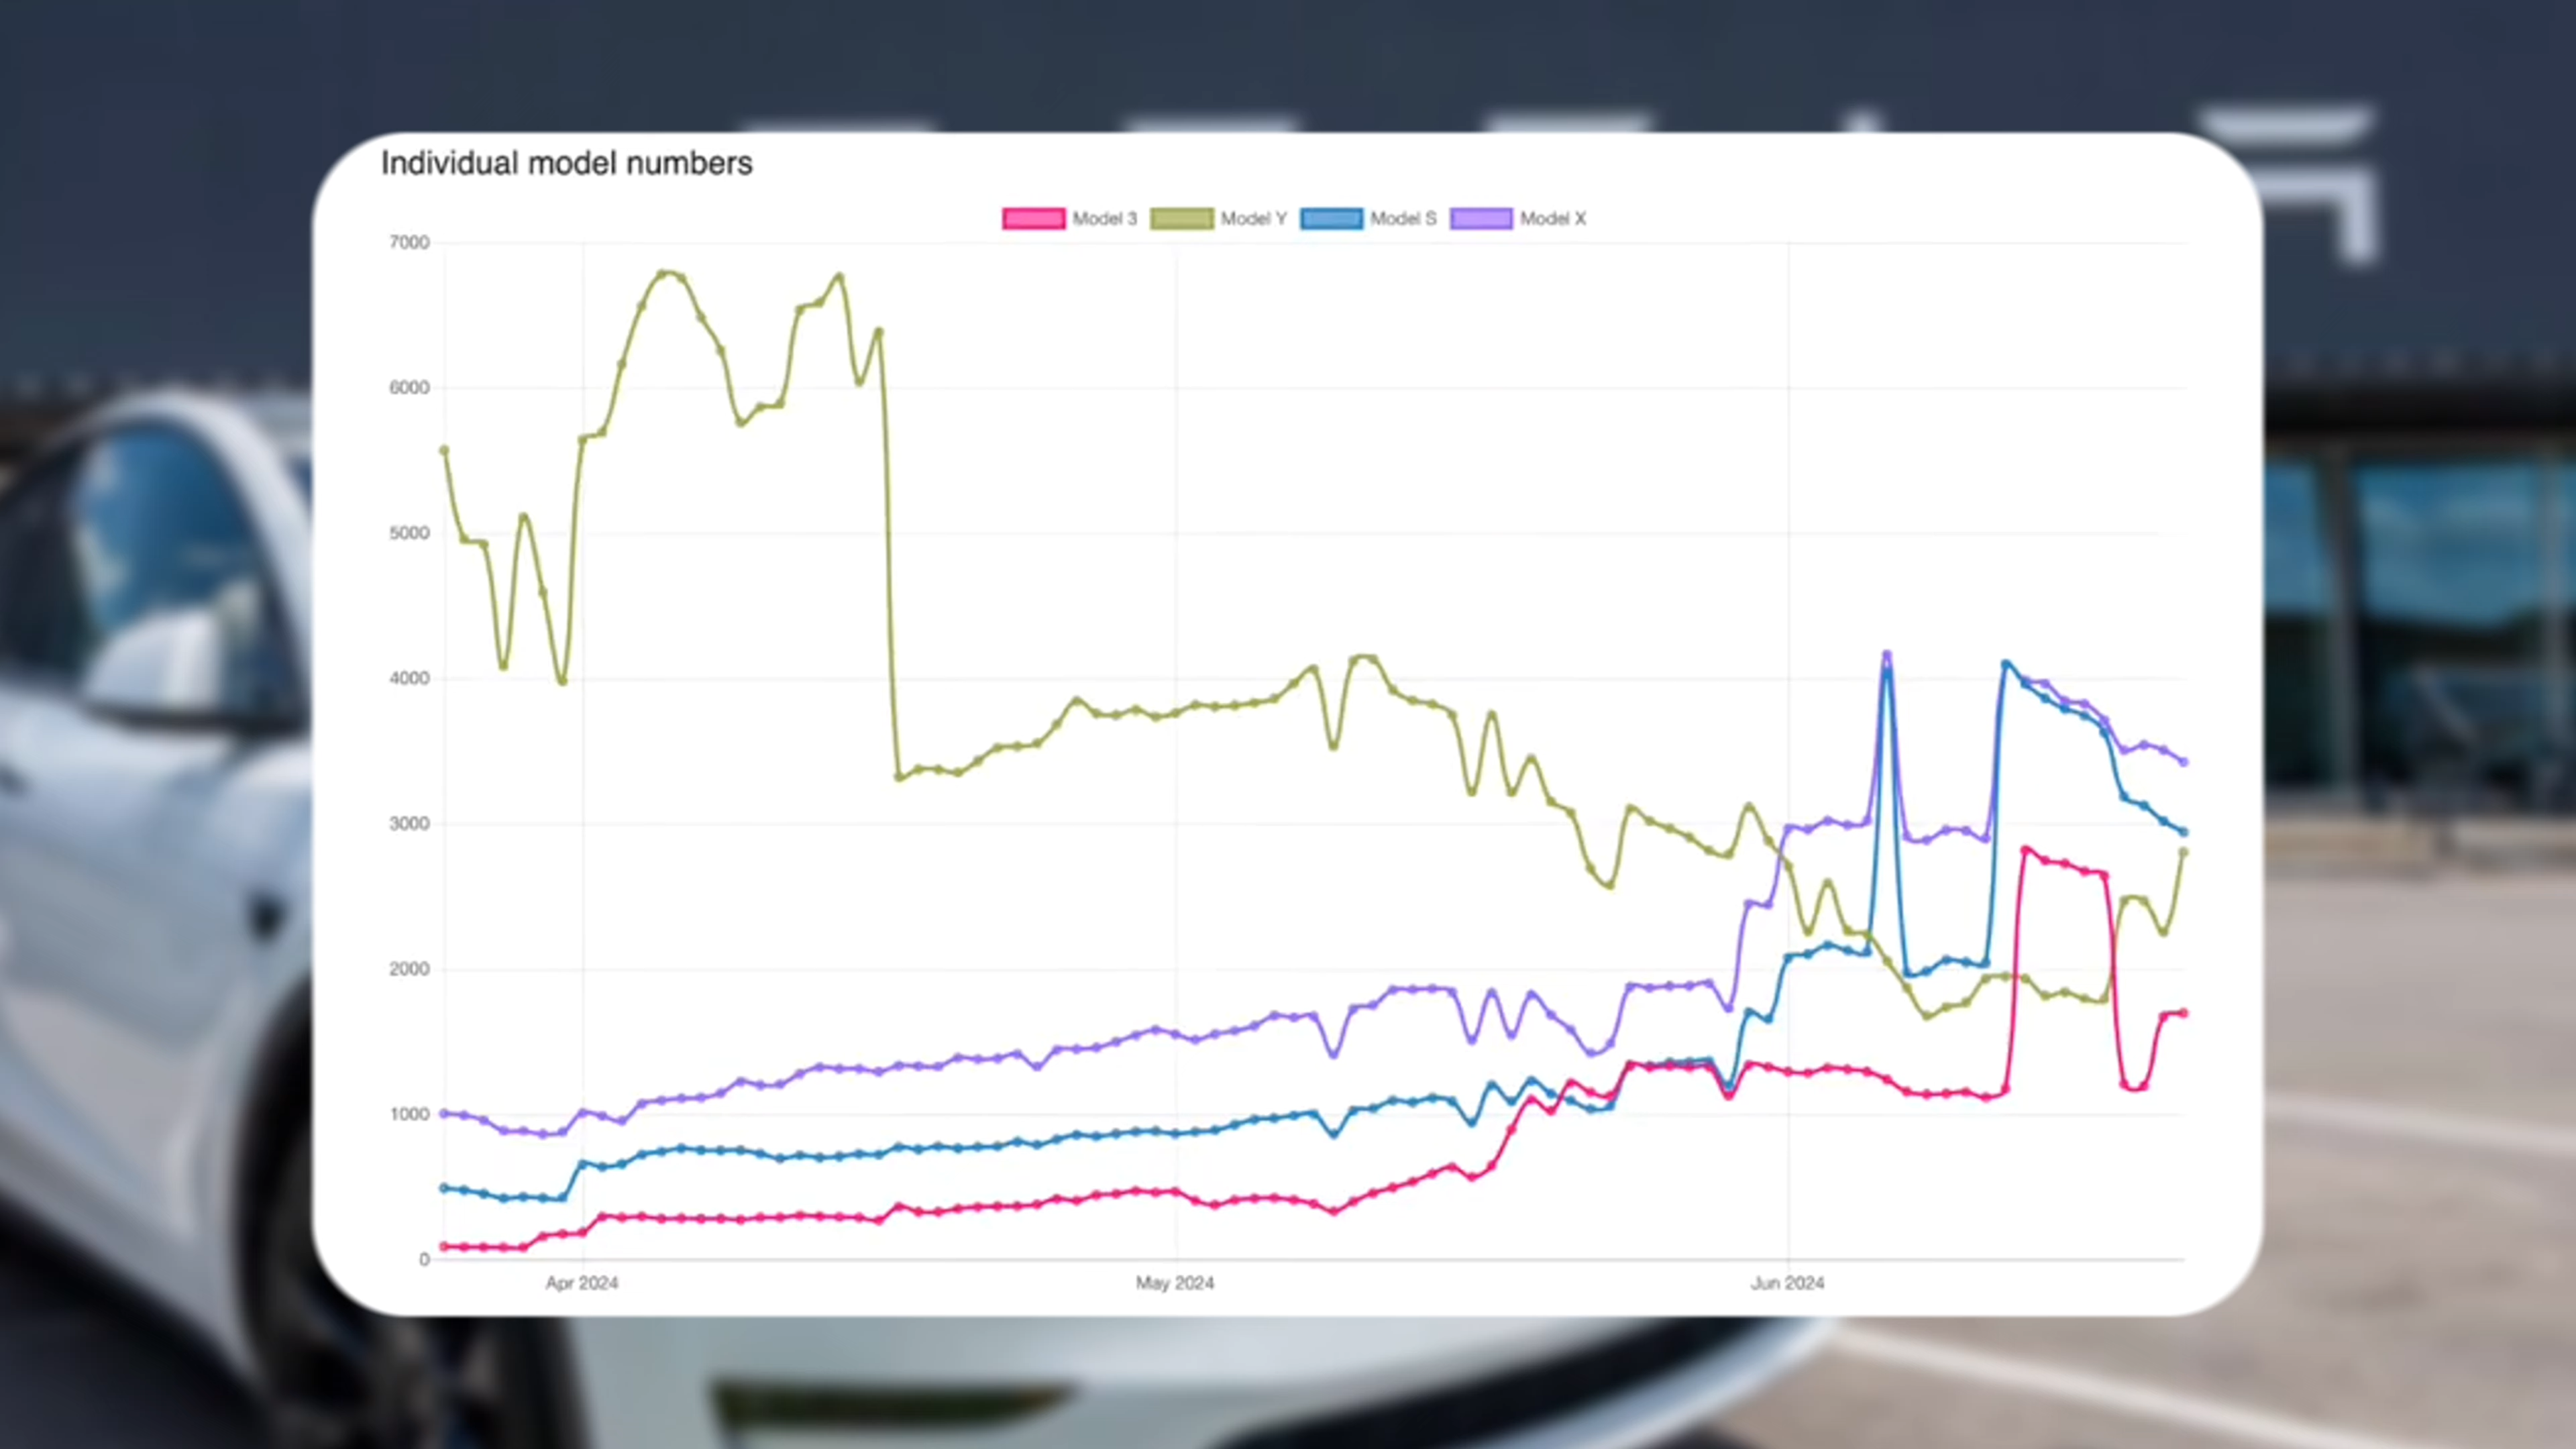 Individual model numbers
Model 3 Model Y Model S Model X
7000
6000
5000
4000
3000
2000
1000
0
Apr 2024 May 2024 Jun 2024